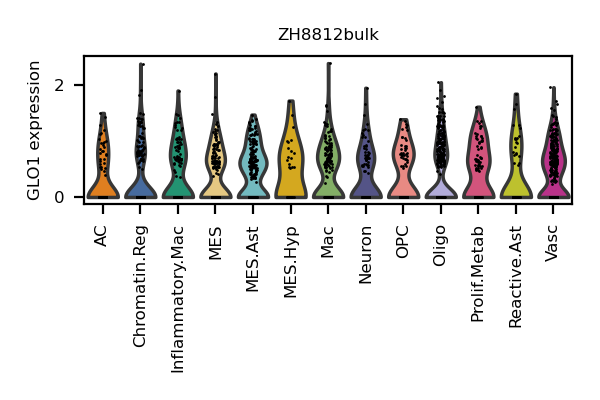 ZH8812bulk
GLO1 expression
2
0
AC
Chromatin.Reg
Inflammatory.Mac
MES
MES.Ast
MES.Hyp
Mac
Neuron
OPC
Oligo
Prolif.Metab
Reactive.Ast
Vasc